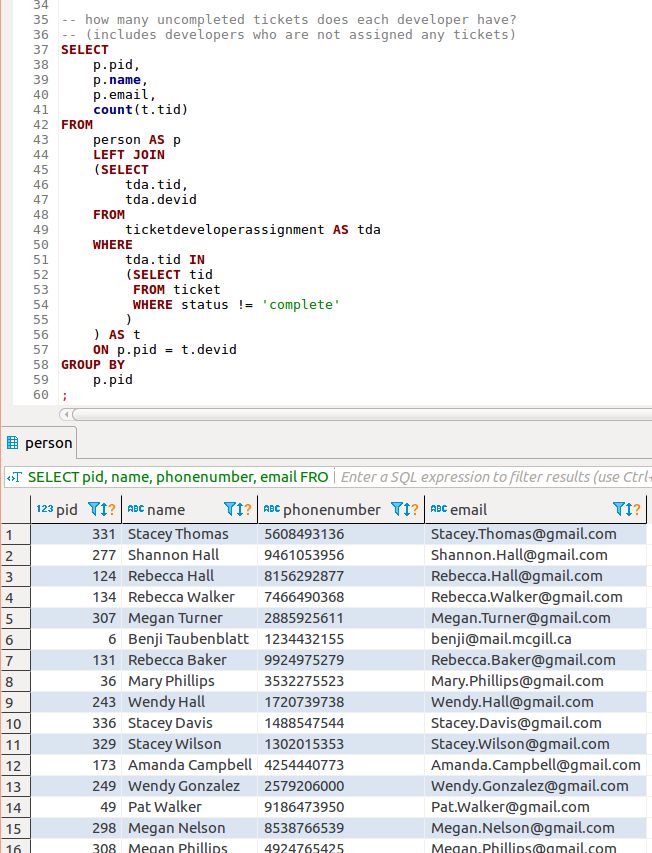 34
35 -- how many uncompleted tickets does each developer have?
36 -- (includes developers who are not assigned any tickets)
37 SELECT
38 p.pid,
39 p.name,
40 p.email,
41 count(t.tid)
42 FROM
43 person AS p
44 LEFT JOIN
45 (SELECT
46 tda.tid,
47 tda.devid
48 FROM
49 ticketdeveloperassignment AS tda
50 WHERE
51 tda.tid IN
52 (SELECT tid
53 FROM ticket
54 WHERE status != 'complete'
55 )
56 ) AS t
57 ON p.pid = t.devid
58 GROUP BY
59 p.pid
60 ;
person
SELECT pid, name, phonenumber, email FRO Enter a SQL expression to filter results (use Ctrl+
123 pid ABC name ABC phonenumber ABC email
1 331 Stacey Thomas 5608493136 Stacey.Thomas@gmail.com
2 277 Shannon Hall 9461053956 Shannon.Hall@gmail.com
3 124 Rebecca Hall 8156292877 Rebecca.Hall@gmail.com
4 134 Rebecca Walker 7466490368 Rebecca.Walker@gmail.com
5 307 Megan Turner 2885925611 Megan.Turner@gmail.com
6 6 Benji Taubenblatt 1234432155 benji@mail.mcgill.ca
7 131 Rebecca Baker 9924975279 Rebecca.Baker@gmail.com
8 36 Mary Phillips 3532275523 Mary.Phillips@gmail.com
9 243 Wendy Hall 1720739738 Wendy.Hall@gmail.com
10 336 Stacey Davis 1488547544 Stacey.Davis@gmail.com
11 329 Stacey Wilson 1302015353 Stacey.Wilson@gmail.com
12 173 Amanda Campbell 4254440773 Amanda.Campbell@gmail.com
13 249 Wendy Gonzalez 2579206000 Wendy.Gonzalez@gmail.com
14 49 Pat Walker 9186473950 Pat.Walker@gmail.com
15 298 Megan Nelson 8538766539 Megan.Nelson@gmail.com
16 308 Megan Phillips 4924765425 Megan.Phillips@gmail.com